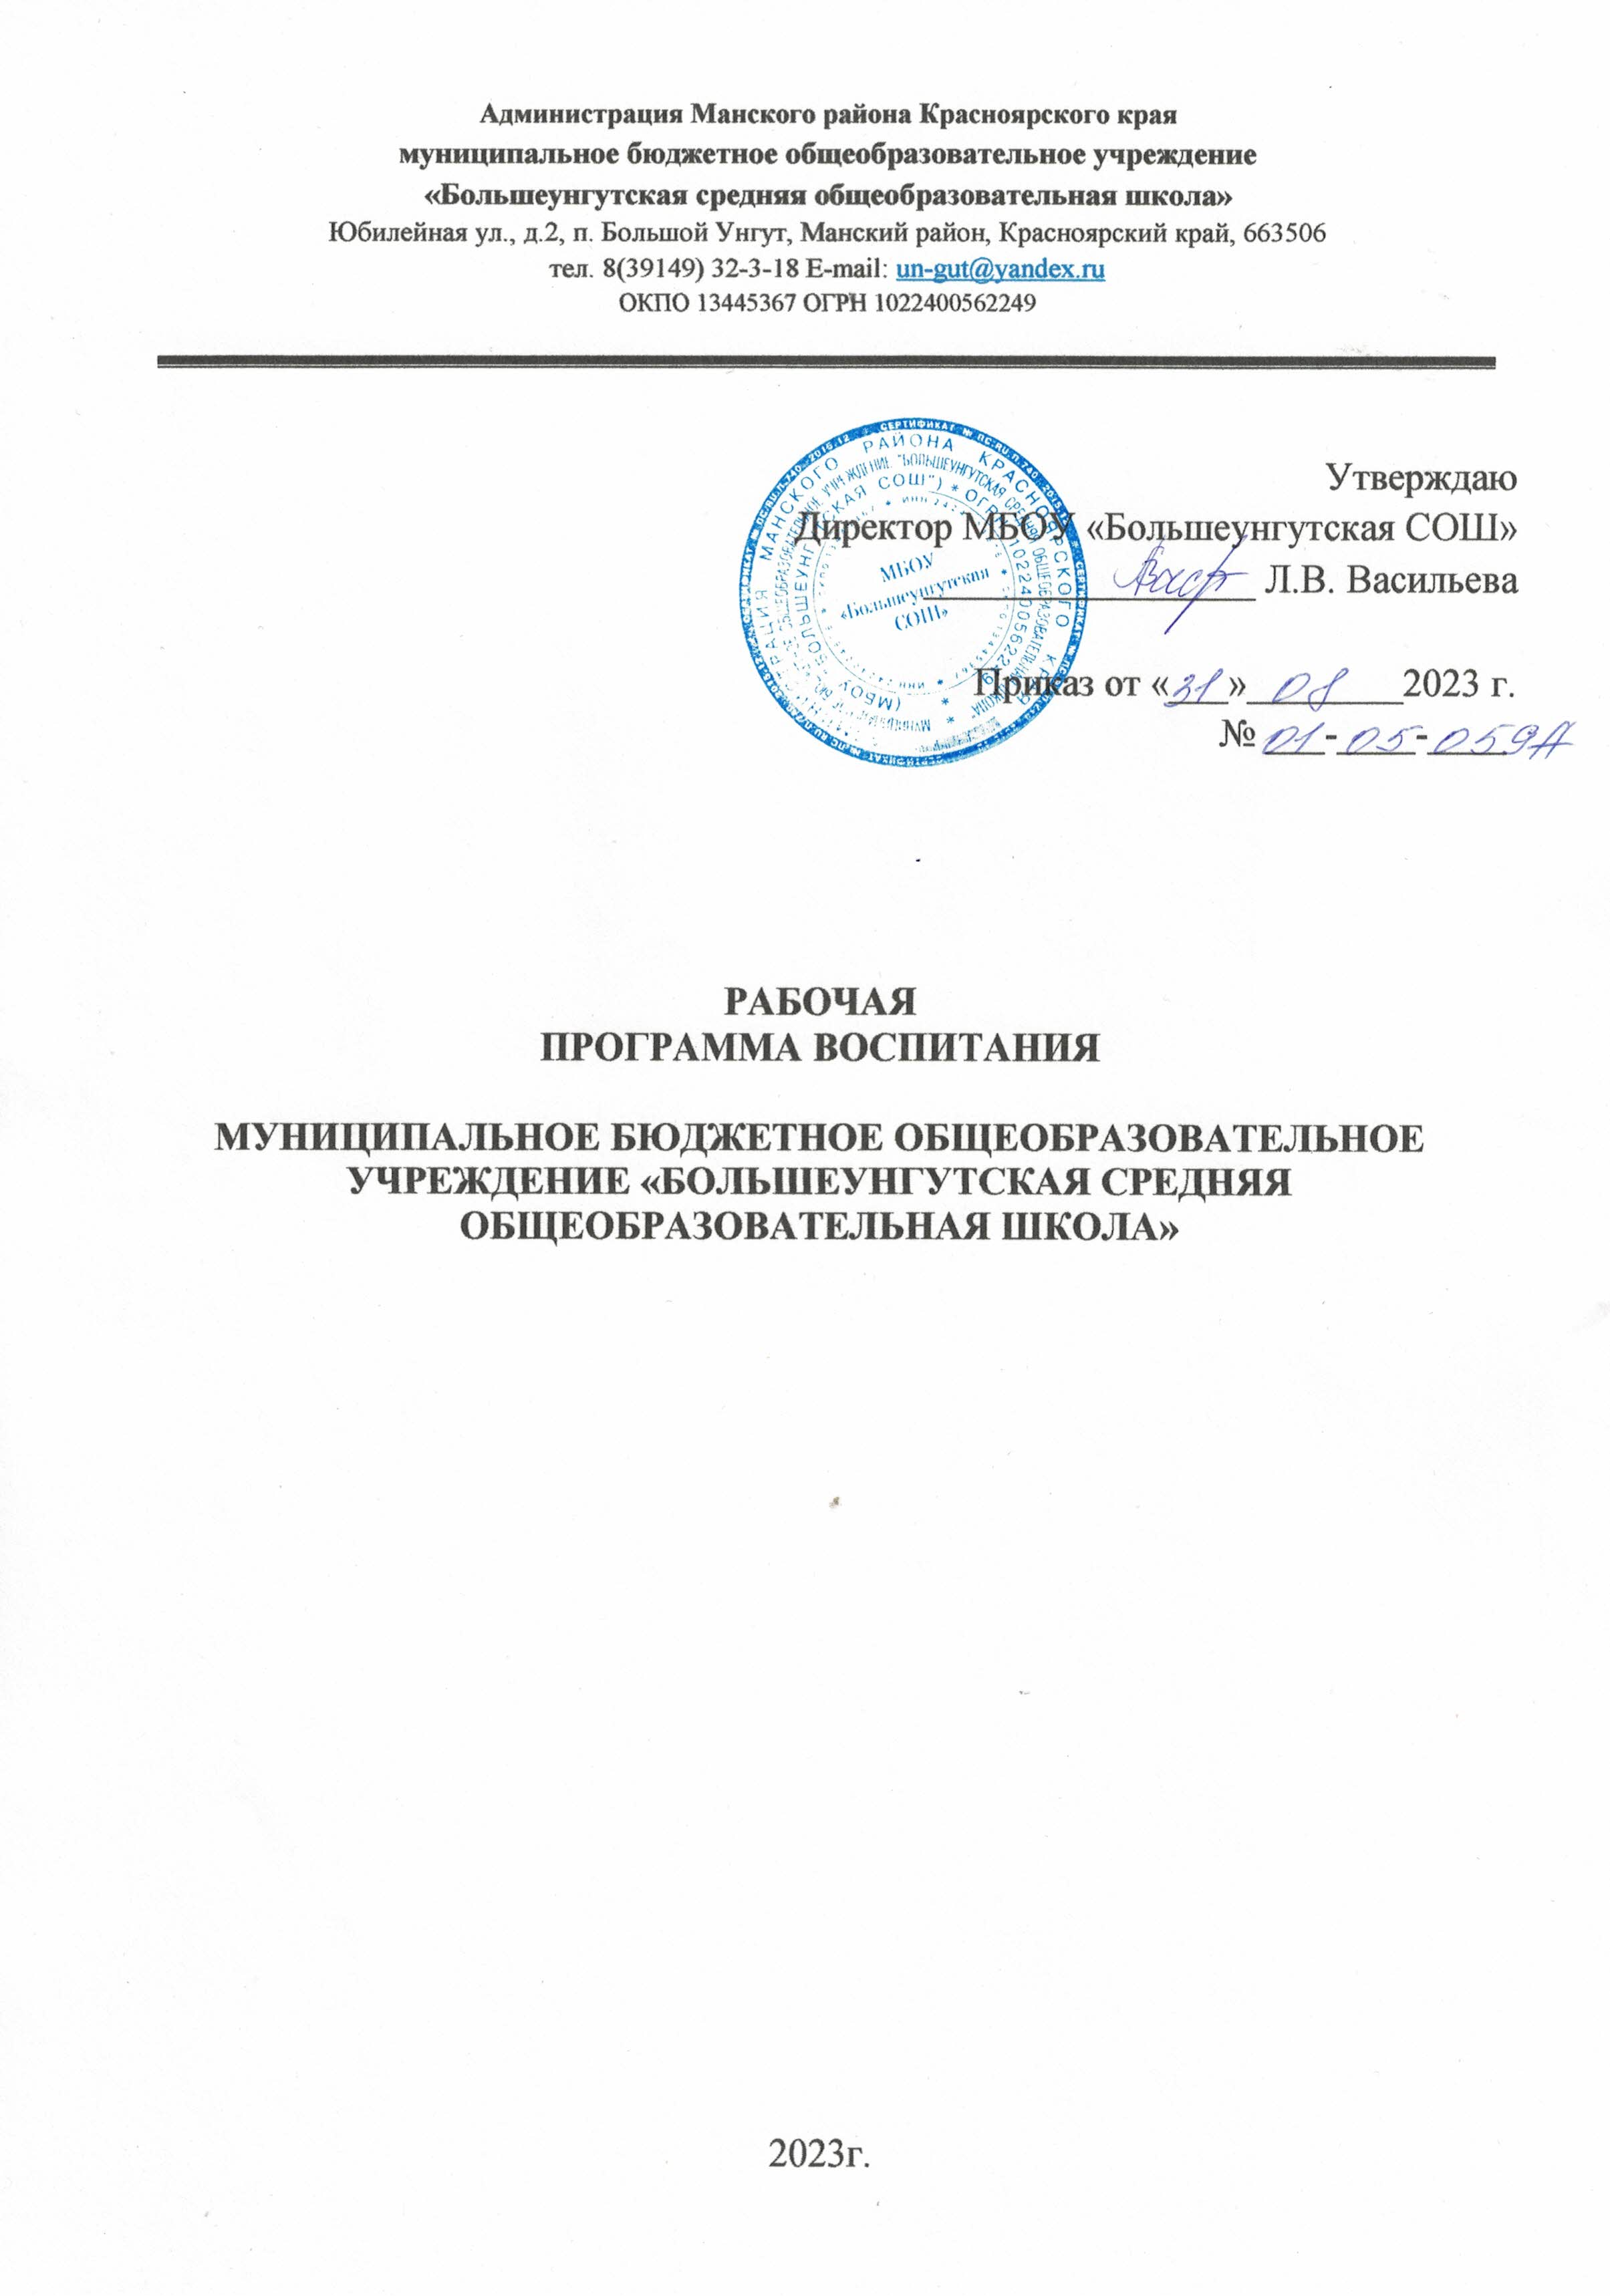 Администрация Манского района Красноярского края
муниципальное бюджетное общеобразовательное учреждение
«Большеунгутская средняя общеобразовательная школа»
Юбилейная ул., д.2, п. Большой Унгут, Манский район, Красноярский край, 663506
тел. 8(39149) 32-3-18 E-mail: un-gut@yandex.ru
ОКПО 13445367 ОГРН 1022400562249
Утверждаю
Директор МБОУ «Большеунгутская СОШ»
Л.В. Васильева
Приказ от «31» 08 2023 г.
№ 01-05-059А
МБОУ
«Большеунгутская
СОШ»
РАБОЧАЯ
ПРОГРАММА ВОСПИТАНИЯ
МУНИЦИПАЛЬНОЕ БЮДЖЕТНОЕ ОБЩЕОБРАЗОВАТЕЛЬНОЕ
УЧРЕЖДЕНИЕ «БОЛЬШЕУНГУТСКАЯ СРЕДНЯЯ
ОБЩЕОБРАЗОВАТЕЛЬНАЯ ШКОЛА»
2023г.